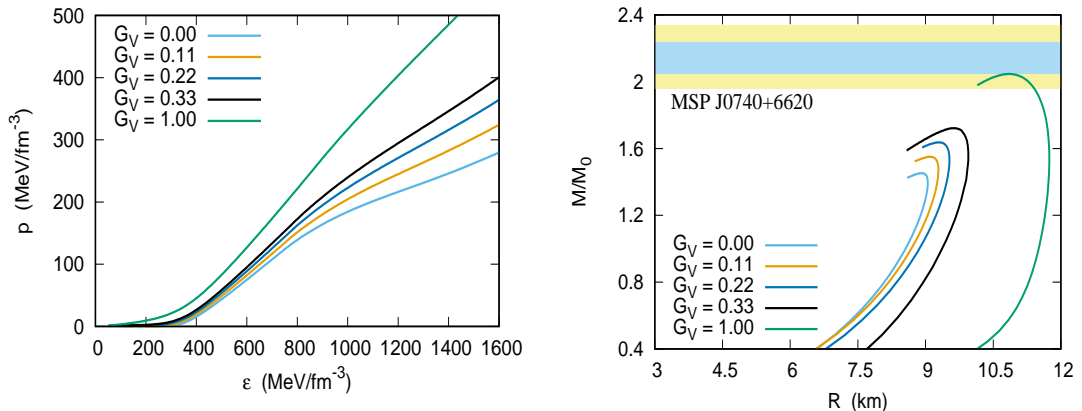 500
400
300
200
100
0
p (MeV/fm⁻³)
G_V = 0.00
G_V = 0.11
G_V = 0.22
G_V = 0.33
G_V = 1.00
0 200 400 600 800 1000 1200 1400 1600
ε (MeV/fm⁻³)
2.4
2
1.6
1.2
0.8
0.4
M/M₀
MSP J0740+6620
G_V = 0.00
G_V = 0.11
G_V = 0.22
G_V = 0.33
G_V = 1.00
3 4.5 6 7.5 9 10.5 12
R (km)